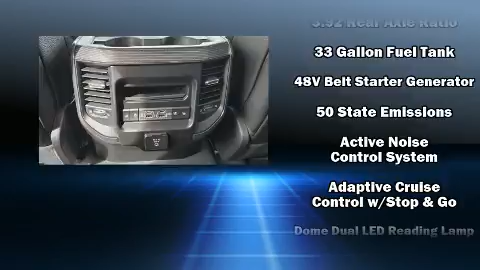 3.92 Rear Axle Ratio
33 Gallon Fuel Tank
48V Belt Starter Generator
50 State Emissions
Active Noise
Control System
Adaptive Cruise
Control w/Stop & Go
Dome Dual LED Reading Lamp